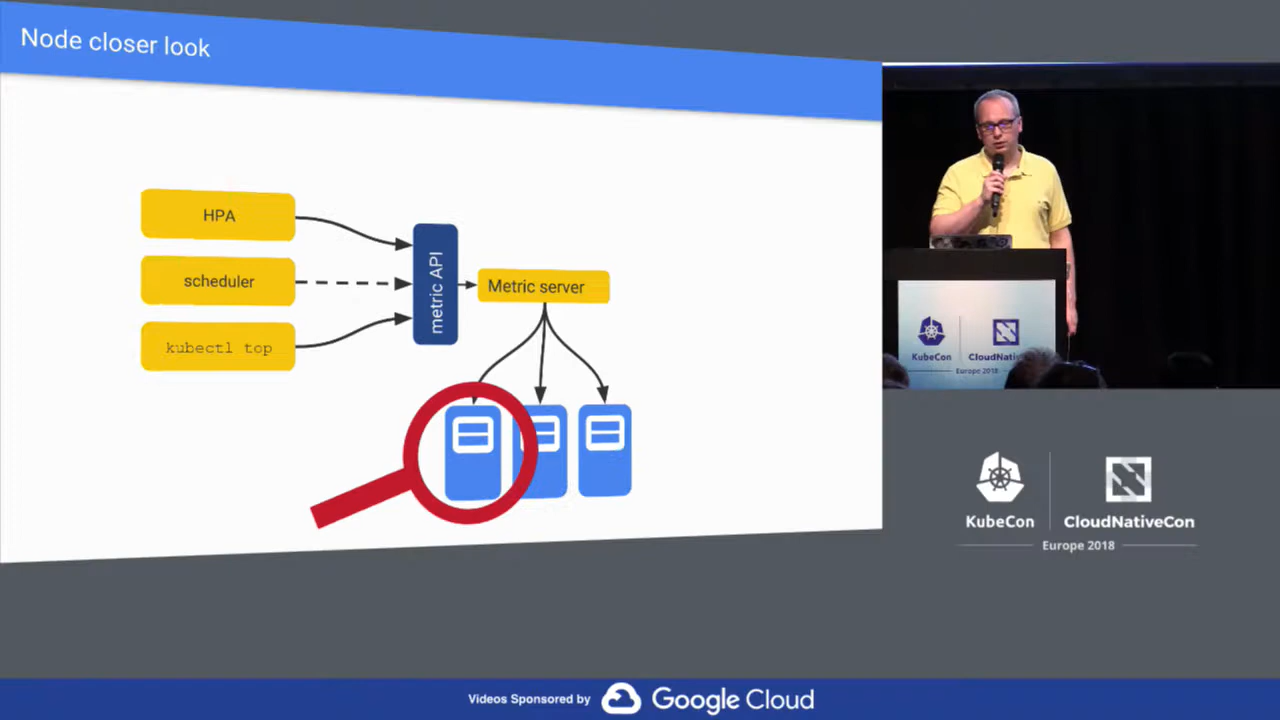 Node closer look
HPA
scheduler
kubectl top
metric API
Metric server
KubeCon
CloudNativeCon
Europe 2018
KubeCon
CloudNativeCon
Europe 2018
Videos Sponsored by
Google Cloud